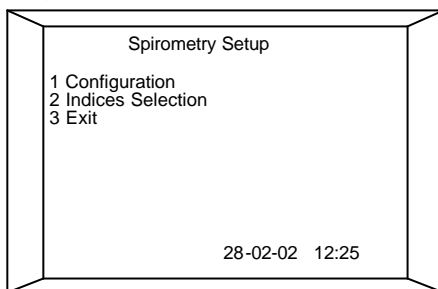 Spirometry Setup
1 Configuration
2 Indices Selection
3 Exit
28-02-02 12:25